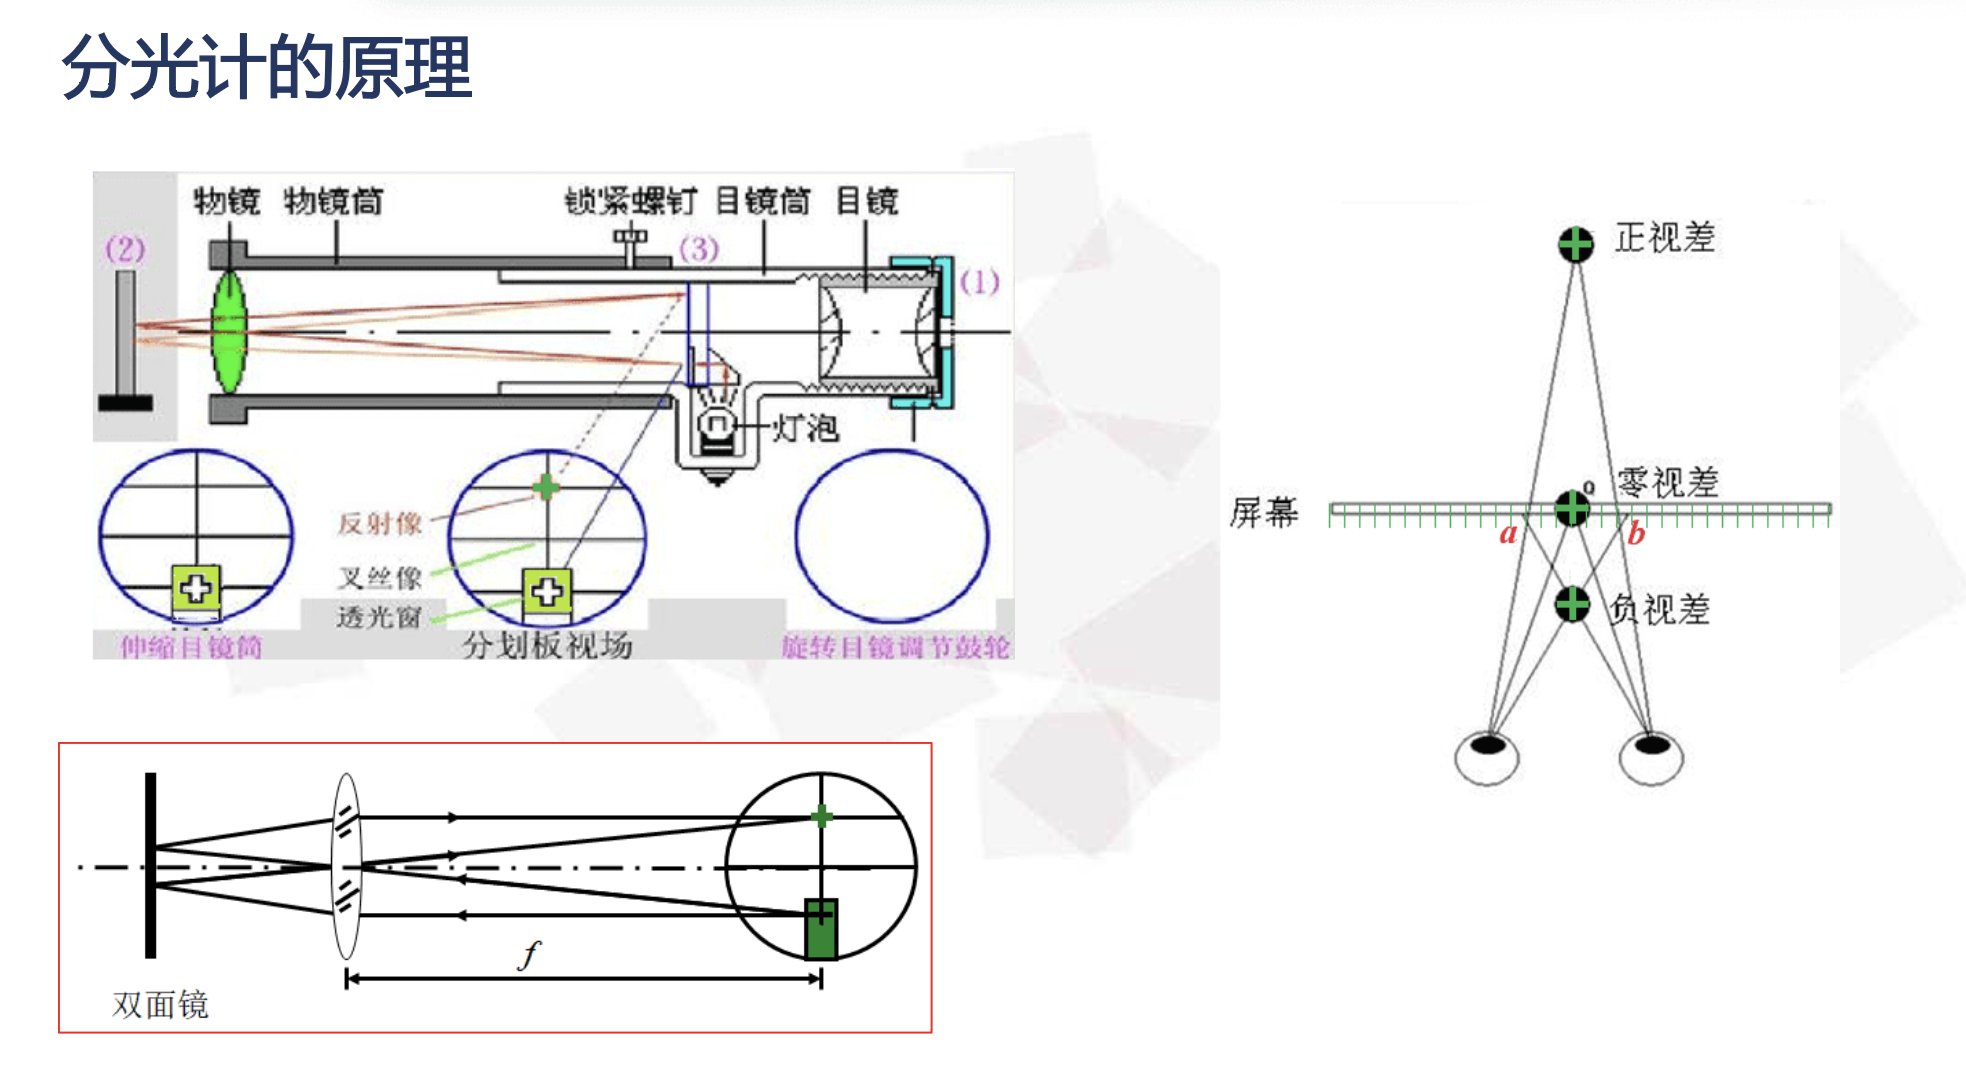 分光计的原理
物镜 物镜筒 锁紧螺钉 目镜筒 目镜
(2)
(3)
(1)
灯泡
反射像
叉丝像
透光窗
伸缩目镜筒
分划板视场
旋转目镜调节鼓轮
f
双面镜
正视差
零视差
Q
屏幕
a
b
负视差